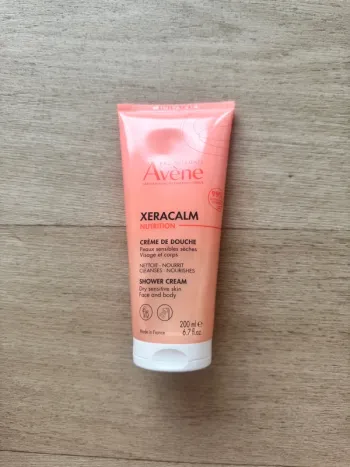 Avène
XERACALM
NUTRITION
CRÈME DE DOUCHE
Peaux sensibles sèches
Visage et corps
NETTOIE - NOURRIT
CLEANSES - NOURISHES
SHOWER CREAM
Dry sensitive skin
Face and body
200 ml e
6.7 fl.oz
Made in France